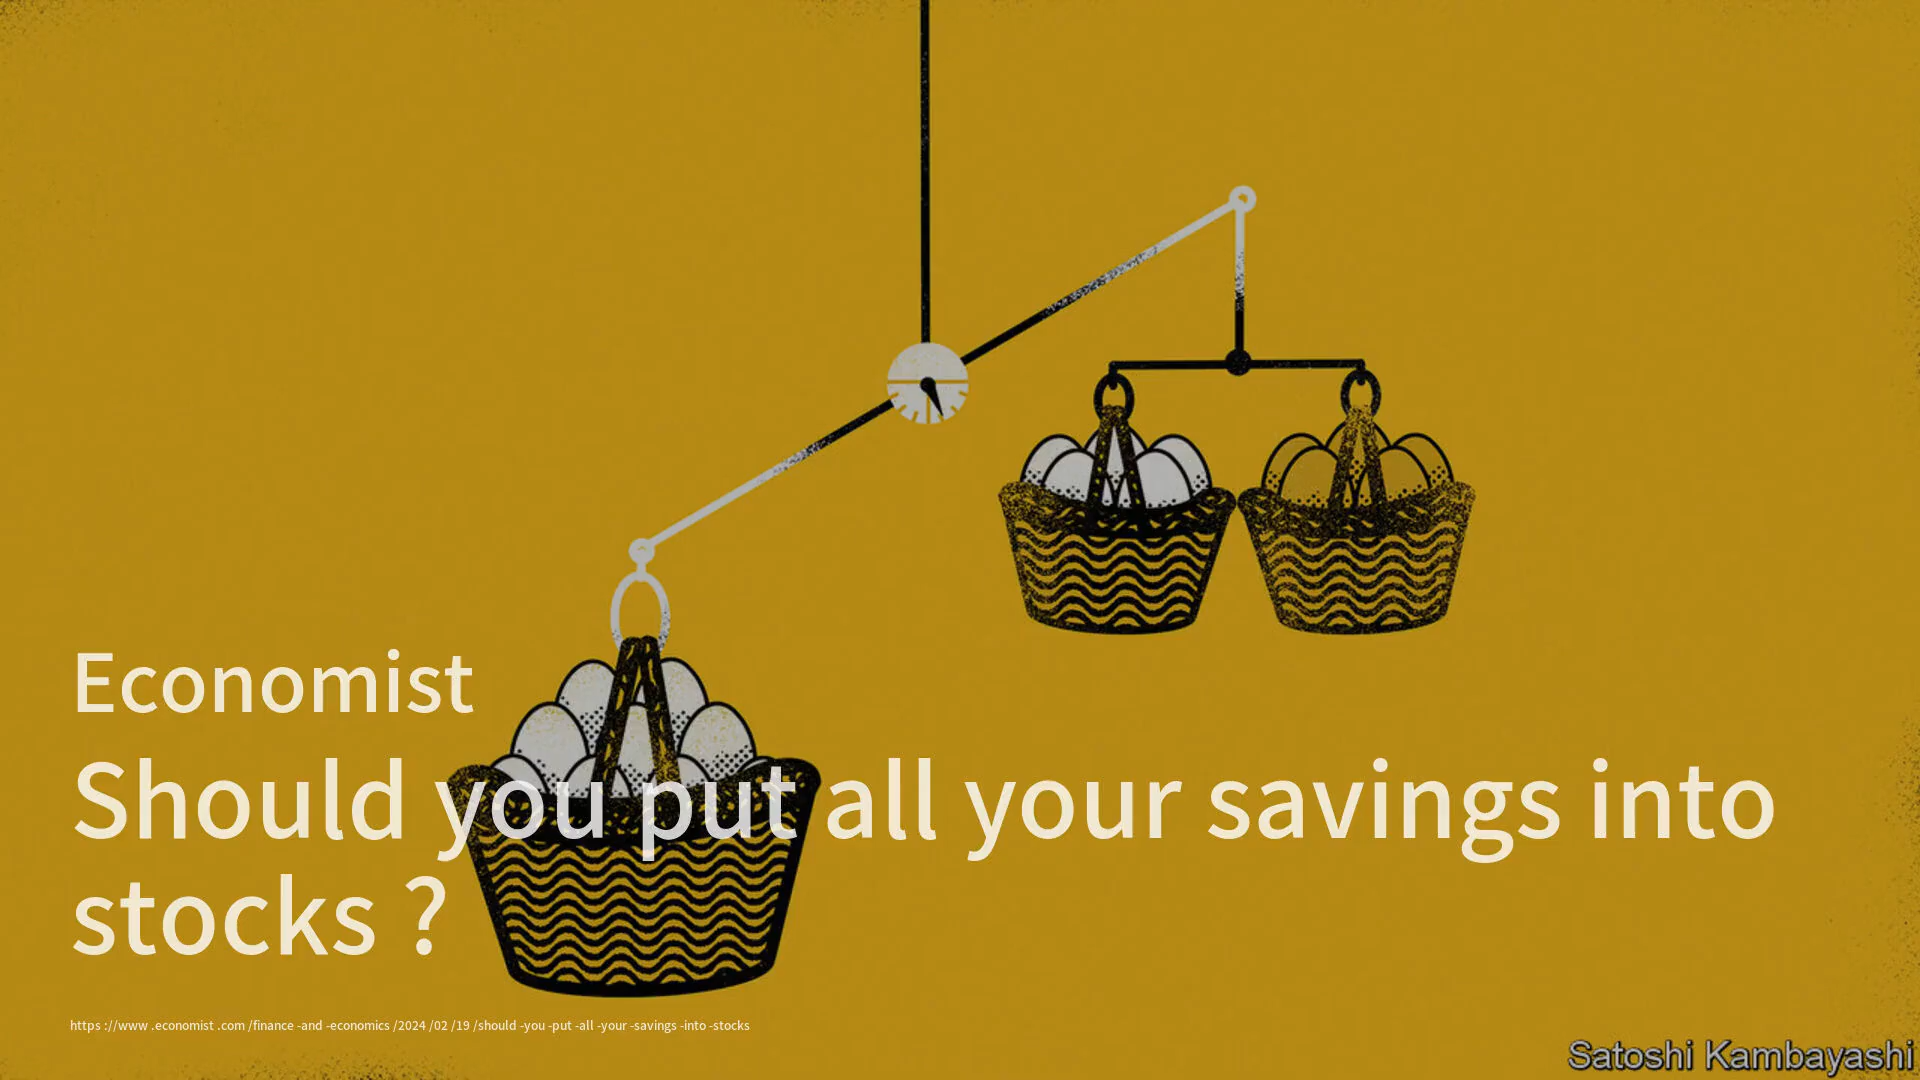 Economist
Should you put all your savings into
stocks ?
https ://www .economist .com /finance -and -economics /2024 /02 /19 /should -you -put -all -your -savings -into -stocks
Satoshi Kambayashi